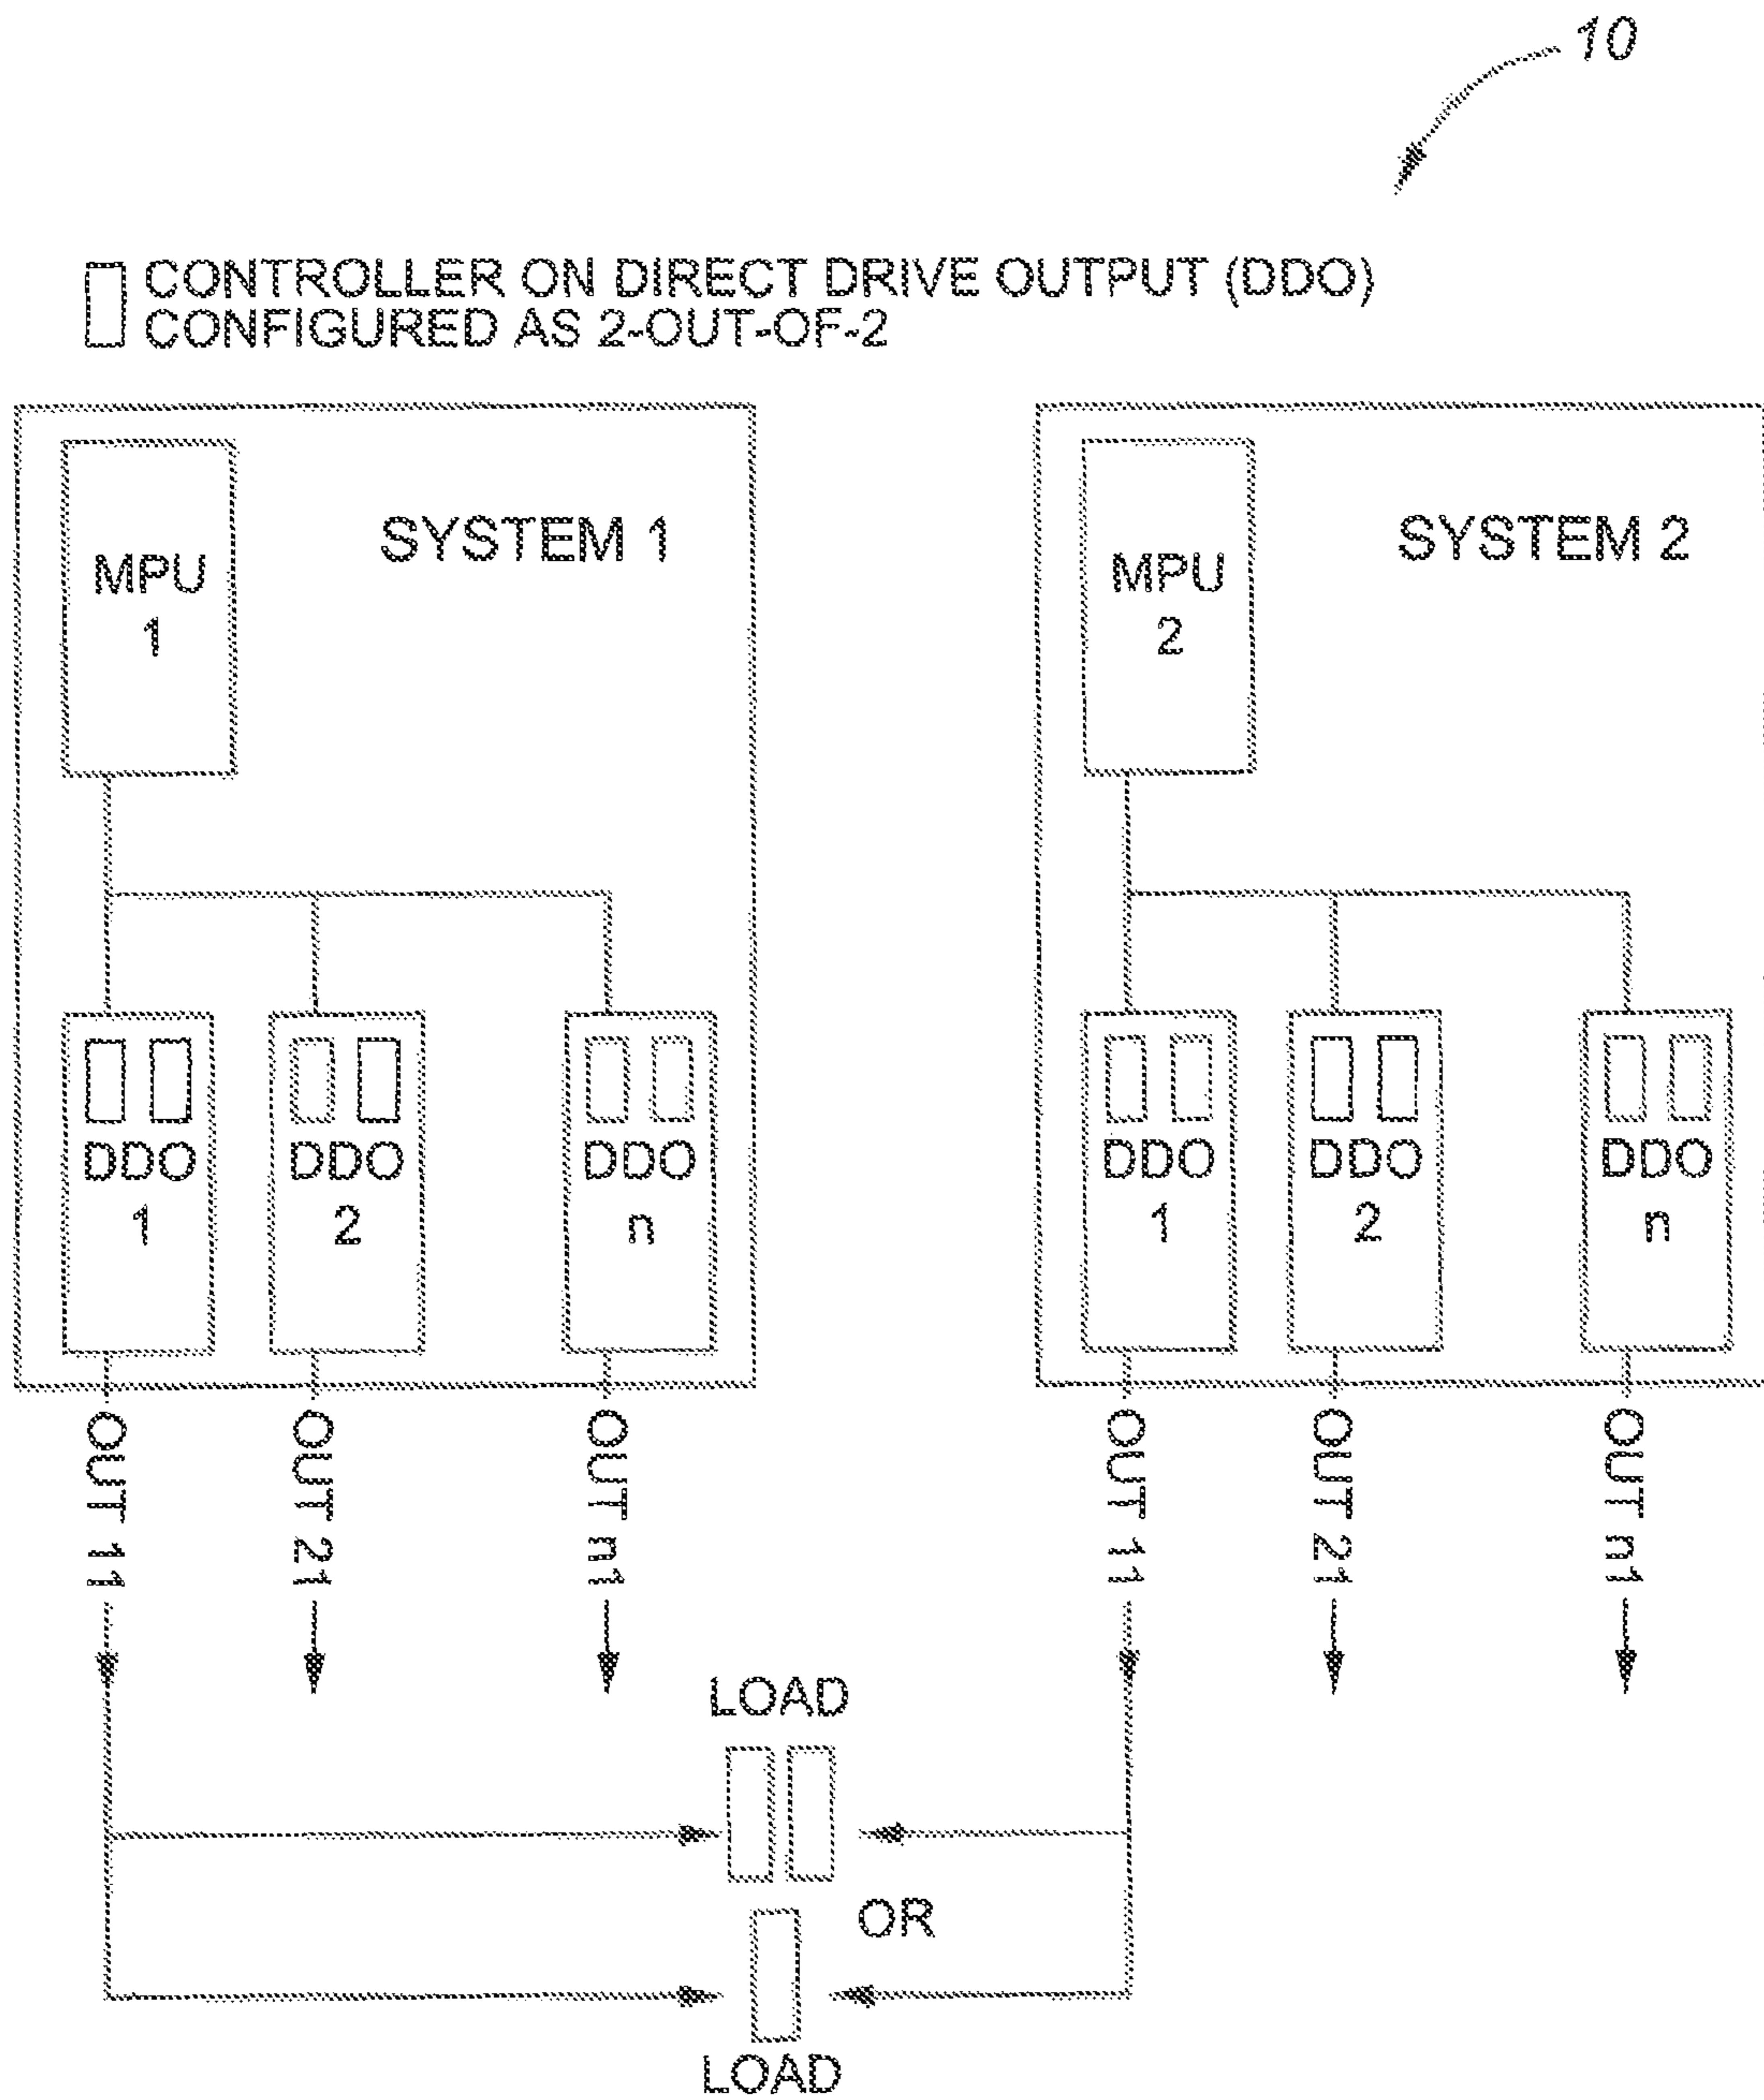 10
CONTROLLER ON DIRECT DRIVE OUTPUT (DDO)
CONFIGURED AS 2-OUT-OF-2
MPU
1
SYSTEM 1
DDO
1
DDO
2
DDO
n
OUT 11
OUT 21
OUT n1
MPU
2
SYSTEM 2
DDO
1
DDO
2
DDO
n
OUT 11
OUT 21
OUT n1
LOAD
OR
LOAD